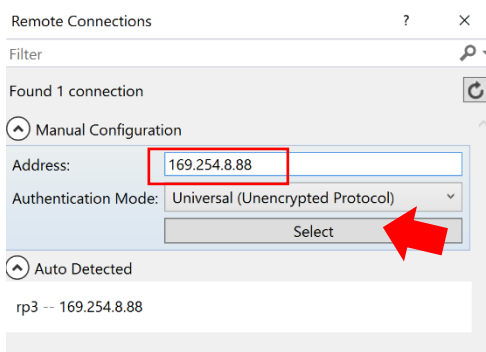 Remote Connections ? ×
Filter
Found 1 connection
Manual Configuration
Address: 169.254.8.88
Authentication Mode: Universal (Unencrypted Protocol)
Select
Auto Detected
rp3 -- 169.254.8.88